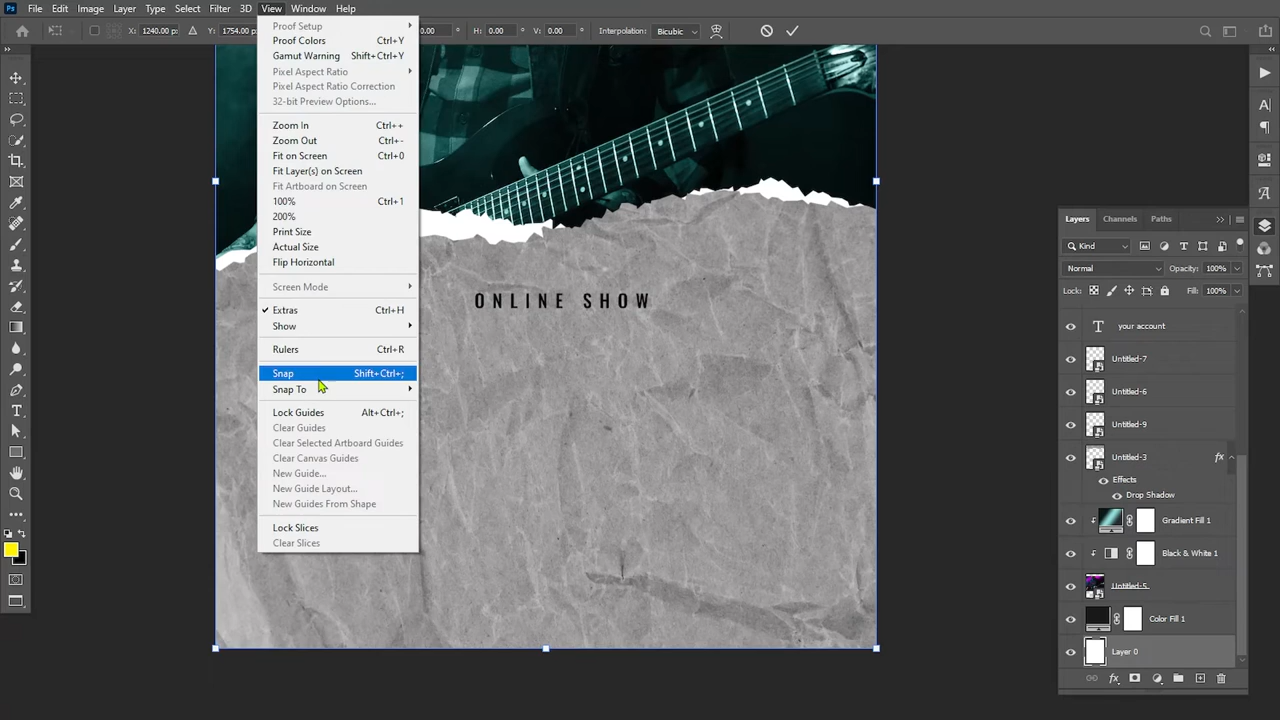 Ps File Edit Image Layer Type Select Filter 3D View Window Help
X: 1240.00 px Y: 1754.00 px 0.00 ° H: 0.00 ° V: 0.00 ° Interpolation: Bicubic
Proof Setup
Proof Colors Ctrl+Y
Gamut Warning Shift+Ctrl+Y
Pixel Aspect Ratio
Pixel Aspect Ratio Correction
32-bit Preview Options...
Zoom In Ctrl++
Zoom Out Ctrl+-
Fit on Screen Ctrl+0
Fit Layer(s) on Screen
Fit Artboard on Screen
100% Ctrl+1
200%
Print Size
Actual Size
Flip Horizontal
Screen Mode
Extras Ctrl+H
Show
Rulers Ctrl+R
Snap Shift+Ctrl+;
Snap To
Lock Guides Alt+Ctrl+;
Clear Guides
Clear Selected Artboard Guides
Clear Canvas Guides
New Guide...
New Guide Layout...
New Guides From Shape
Lock Slices
Clear Slices
ONLINE SHOW
Layers Channels Paths
Kind
Normal Opacity: 100%
Lock: Fill: 100%
T your account
Untitled-7
Untitled-6
Untitled-9
Untitled-3 fx
Effects
Drop Shadow
Gradient Fill 1
Black & White 1
Untitled-5
Color Fill 1
Layer 0